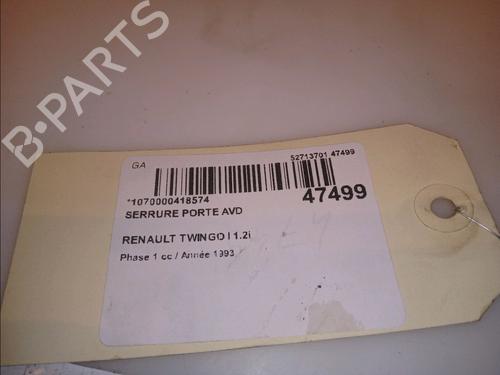 B-PARTS
GA
52713701 47499
*1070000418574
47499
SERRURE PORTE AVD
RENAULT TWINGO I 1.2i
Phase 1 cc / Année 1993